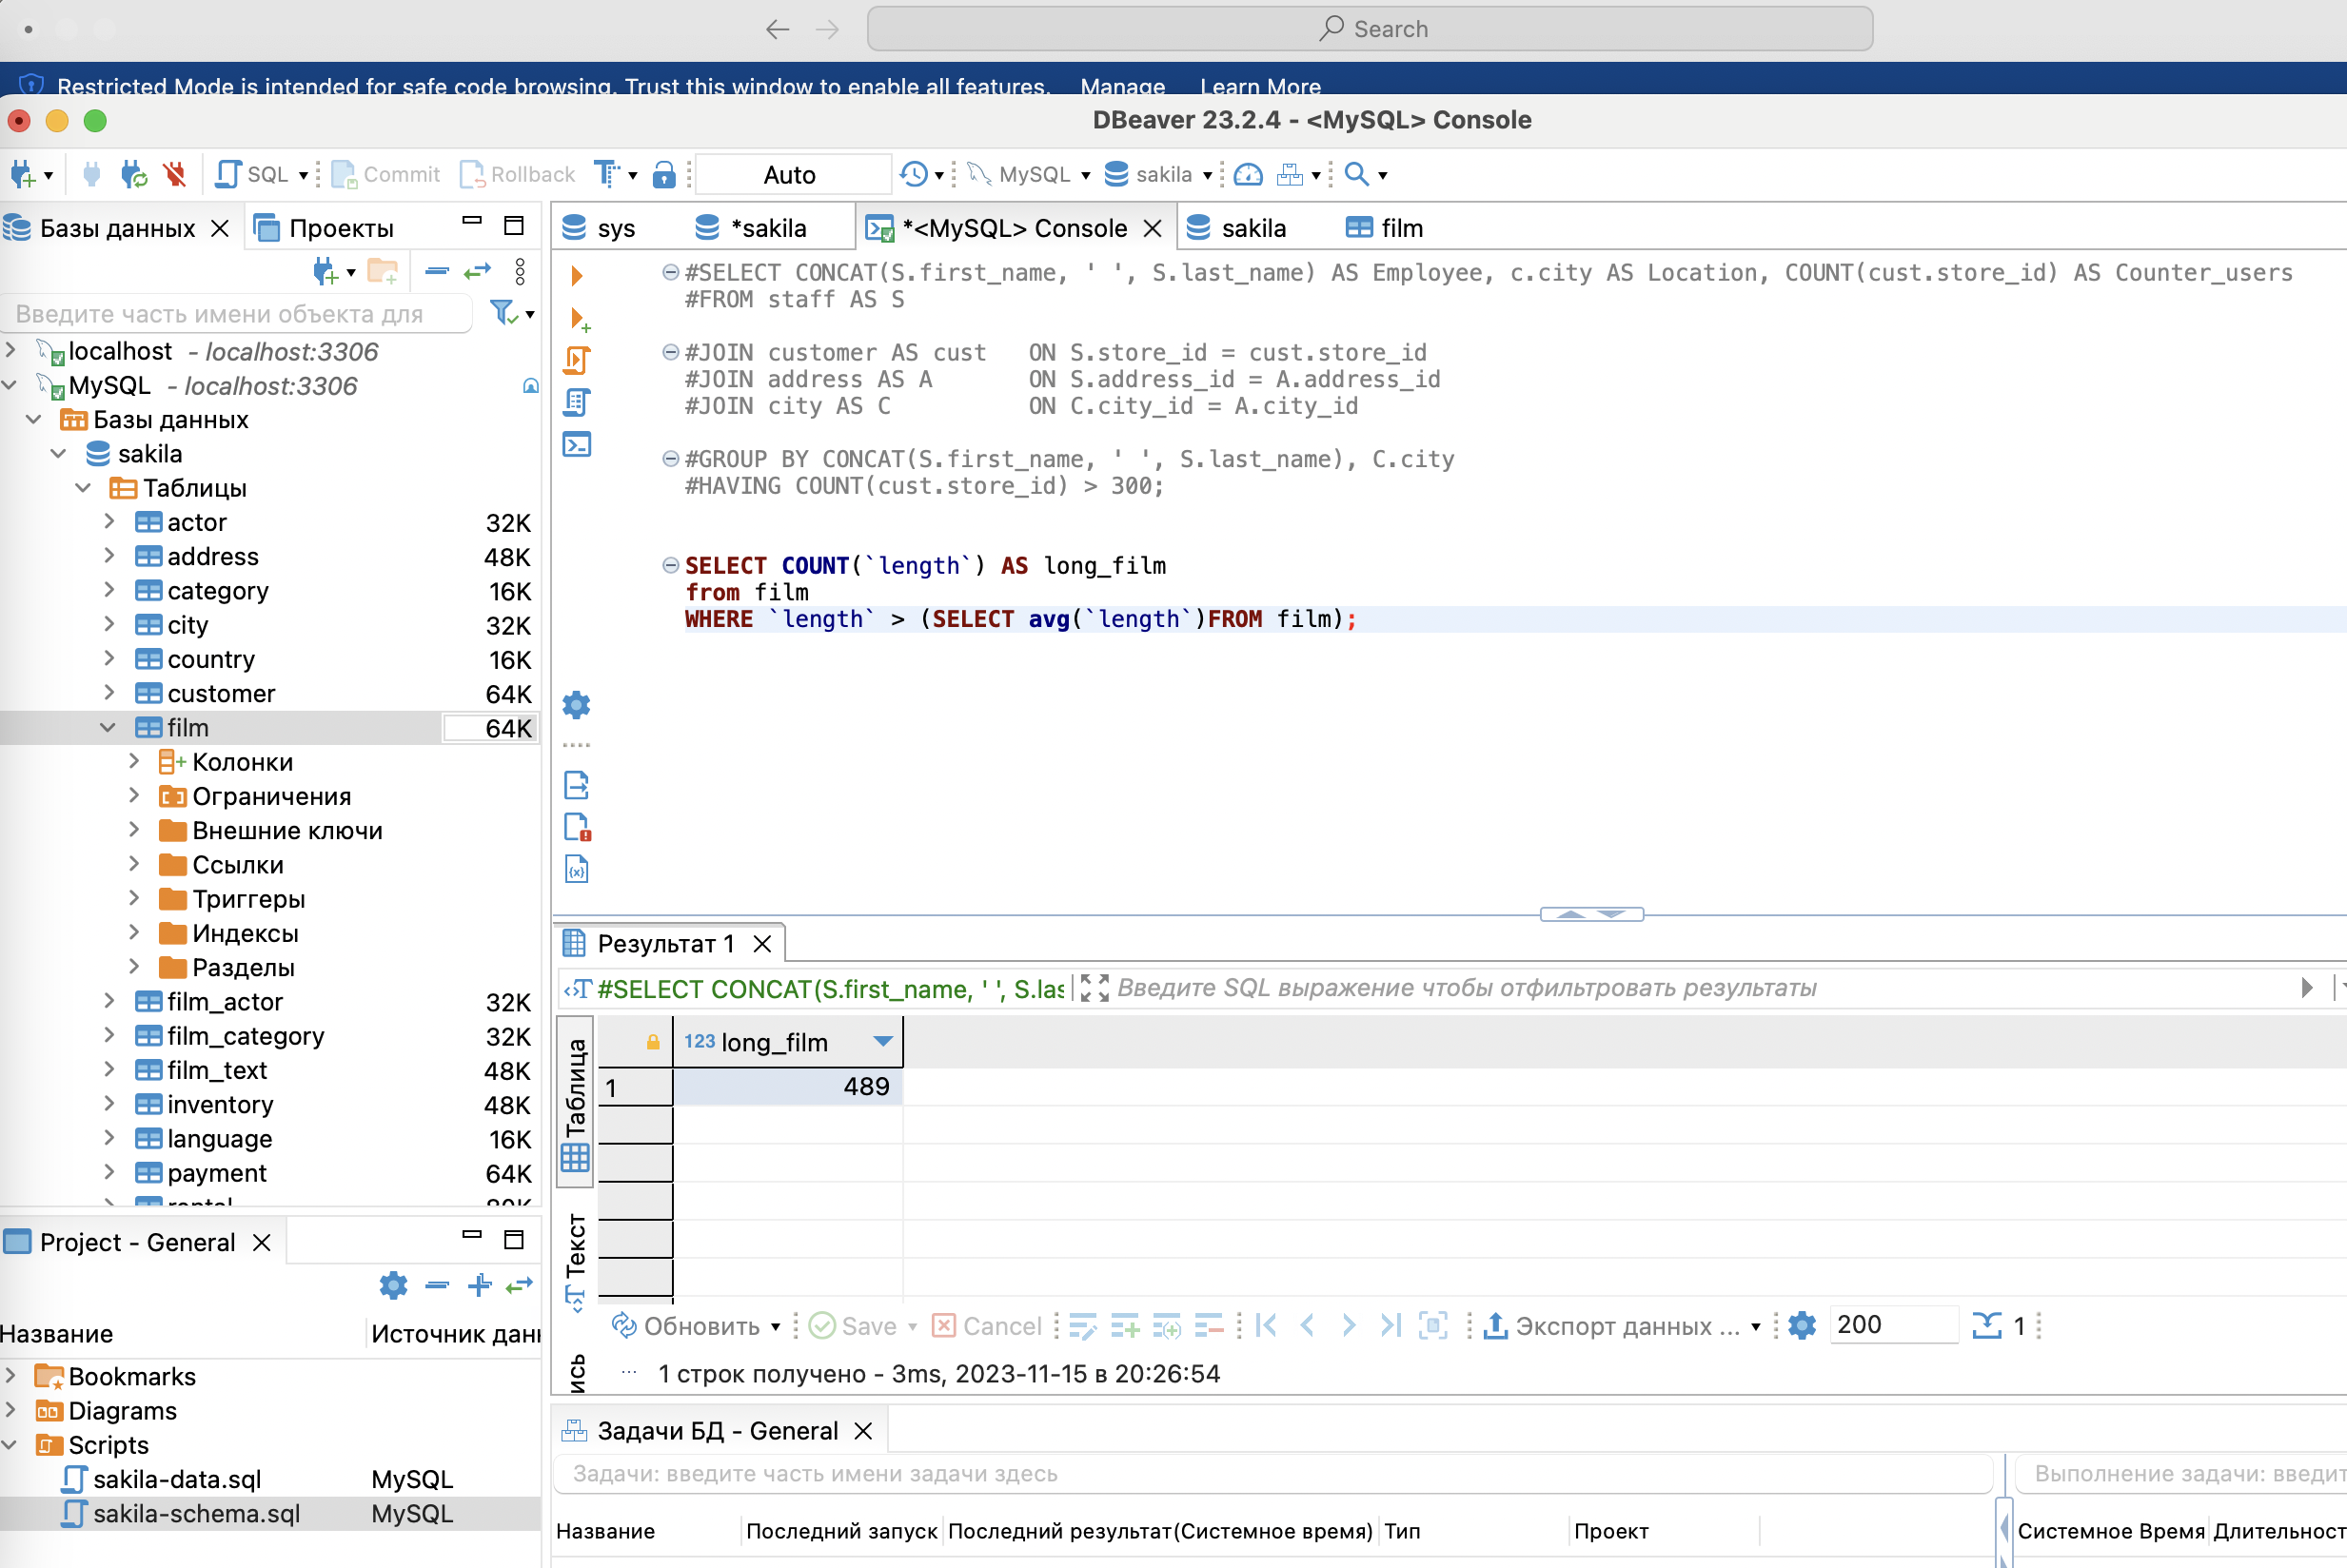 Search
Restricted Mode is intended for safe code browsing. Trust this window to enable all features. Manage Learn More
DBeaver 23.2.4 - <MySQL> Console
SQL Commit Rollback Auto MySQL sakila
Базы данных Проекты
Введите часть имени объекта для
localhost - localhost:3306
MySQL - localhost:3306
Базы данных
sakila
Таблицы
actor 32K
address 48K
category 16K
city 32K
country 16K
customer 64K
film 64K
Колонки
Ограничения
Внешние ключи
Ссылки
Триггеры
Индексы
Разделы
film_actor 32K
film_category 32K
film_text 48K
inventory 48K
language 16K
payment 64K
Project - General
Название Источник
Bookmarks
Diagrams
Scripts
sakila-data.sql MySQL
sakila-schema.sql MySQL
sys *sakila *<MySQL> Console sakila film
#SELECT CONCAT(S.first_name, ' ', S.last_name) AS Employee, c.city AS Location, COUNT(cust.store_id) AS Counter_users
#FROM staff AS S
#JOIN customer AS cust ON S.store_id = cust.store_id
#JOIN address AS A ON S.address_id = A.address_id
#JOIN city AS C ON C.city_id = A.city_id
#GROUP BY CONCAT(S.first_name, ' ', S.last_name), C.city
#HAVING COUNT(cust.store_id) > 300;
SELECT COUNT(`length`) AS long_film
from film
WHERE `length` > (SELECT avg(`length`)FROM film);
Результат 1
#SELECT CONCAT(S.first_name, ' ', S.las Введите SQL выражение чтобы отфильтровать результаты
Таблица
Текст
123 long_film
1 489
Обновить Save Cancel Экспорт данных ... 200 1
1 строк получено - 3ms, 2023-11-15 в 20:26:54
Задачи БД - General
Задачи: введите часть имени задачи здесь
Выполнение задачи:
Название Последний запуск Последний результат(Системное время) Тип Проект
Системное Время